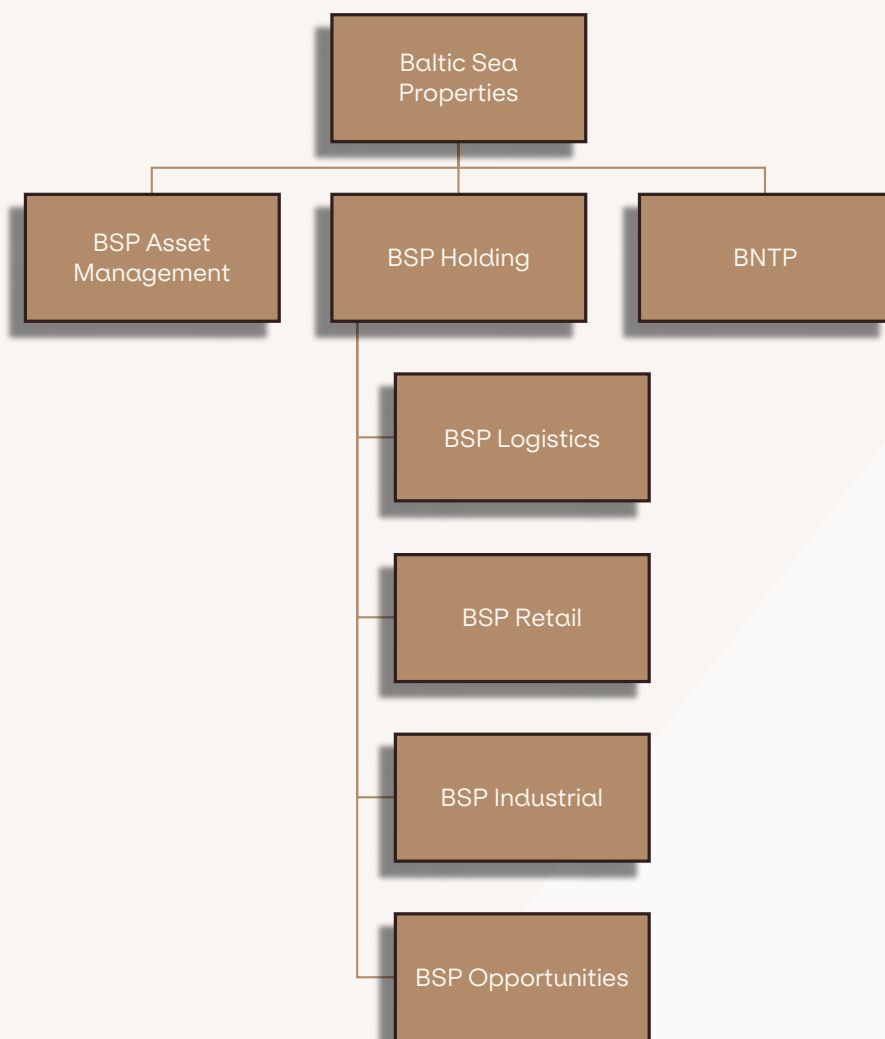 Baltic Sea
Properties
BSP Asset
Management
BSP Holding
BNTP
BSP Logistics
BSP Retail
BSP Industrial
BSP Opportunities